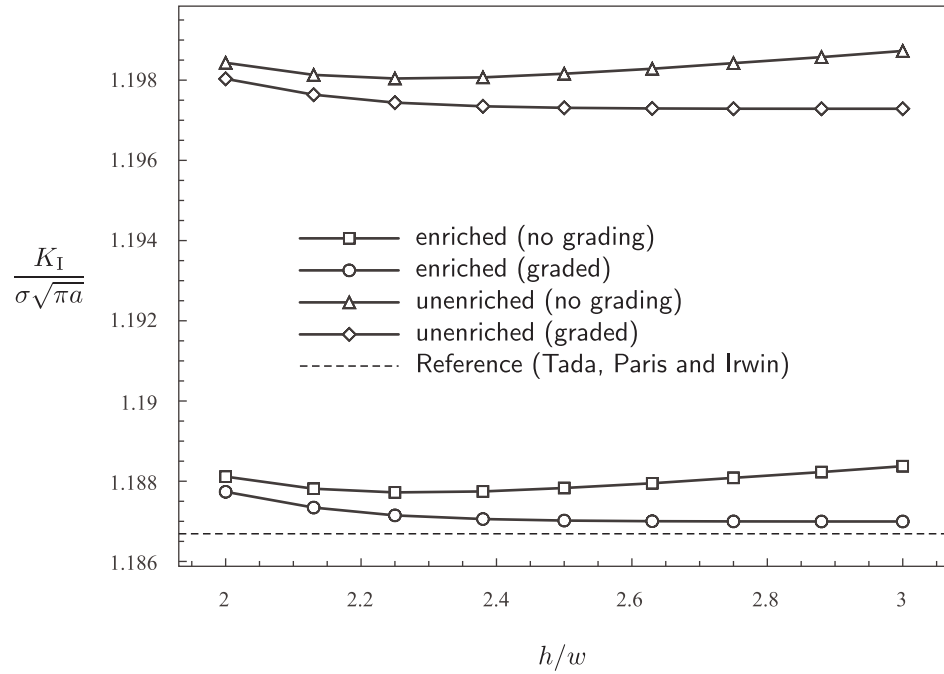 1.198
1.196
1.194
1.192
1.19
1.188
1.186
K_I
σ√πa
enriched (no grading)
enriched (graded)
unenriched (no grading)
unenriched (graded)
Reference (Tada, Paris and Irwin)
2 2.2 2.4 2.6 2.8 3
h/w